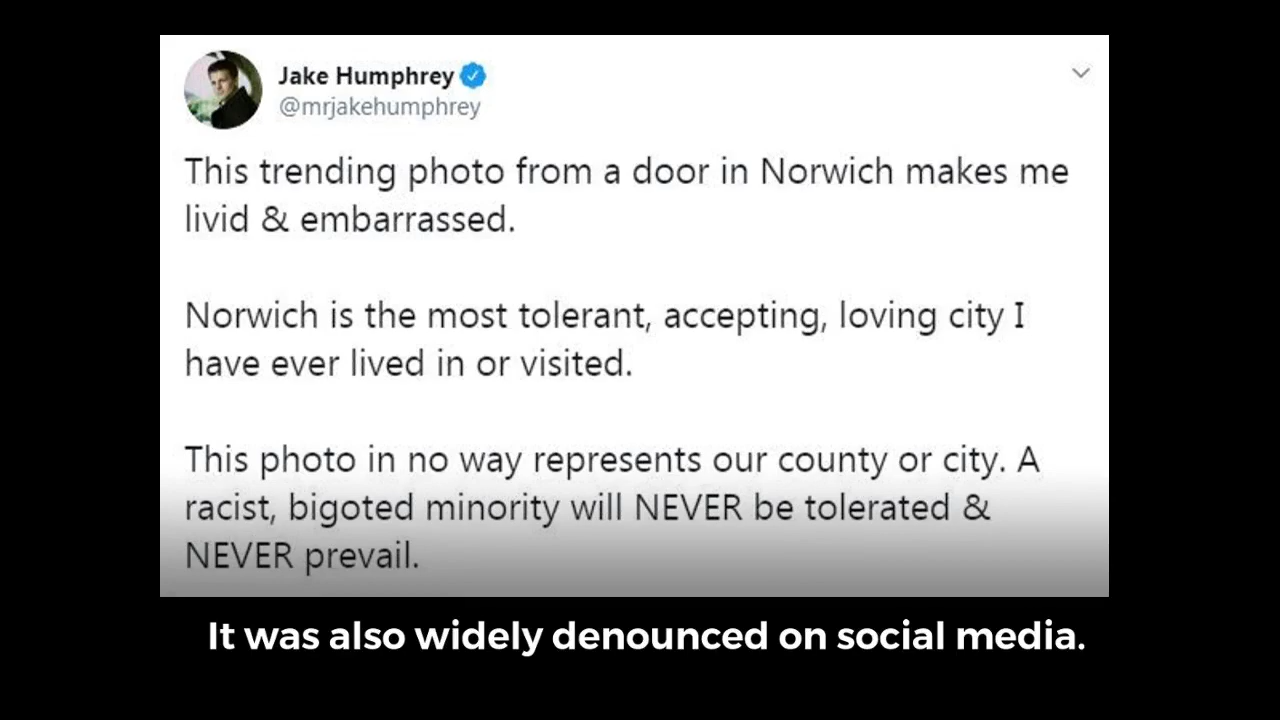 Jake Humphrey
@mrjakehumphrey
This trending photo from a door in Norwich makes me
livid & embarrassed.
Norwich is the most tolerant, accepting, loving city I
have ever lived in or visited.
This photo in no way represents our county or city. A
racist, bigoted minority will NEVER be tolerated &
NEVER prevail.
It was also widely denounced on social media.